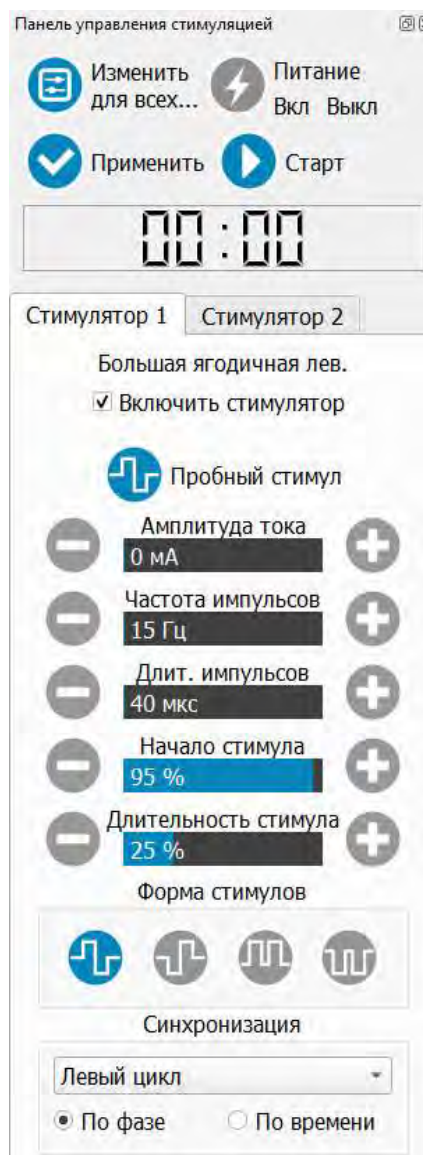 Панель управления стимуляцией
Изменить
для всех...
Питание
Вкл Выкл
Применить
Старт
00:00
Стимулятор 1
Стимулятор 2
Большая ягодичная лев.
Включить стимулятор
Пробный стимул
Амплитуда тока
0 мА
Частота импульсов
15 Гц
Длит. импульсов
40 мкс
Начало стимула
95 %
Длительность стимула
25 %
Форма стимулов
Синхронизация
Левый цикл
По фазе
По времени